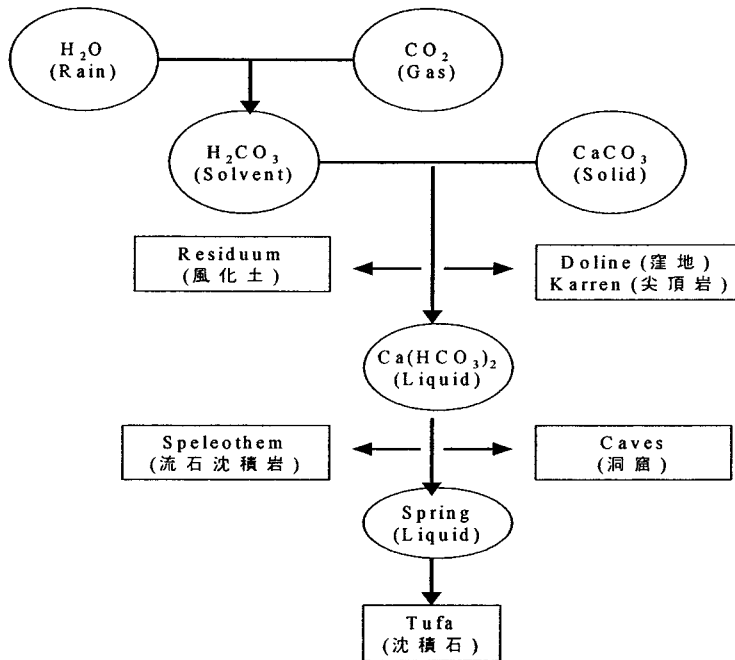 H₂O
(Rain)
CO₂
(Gas)
H₂CO₃
(Solvent)
CaCO₃
(Solid)
Residuum
(風化土)
Doline (窪地)
Karren (尖頂岩)
Ca(HCO₃)₂
(Liquid)
Speleothem
(流石沈積岩)
Caves
(洞窟)
Spring
(Liquid)
Tufa
(沈積石)